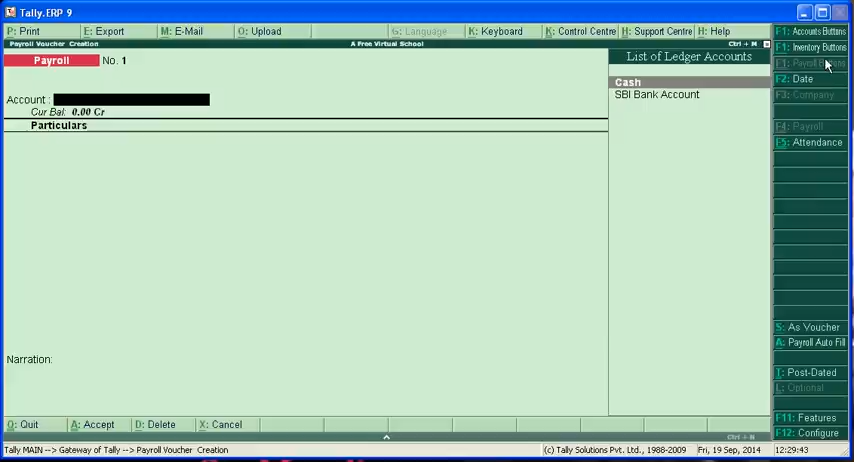 Tally.ERP 9
P: Print
E: Export
M: E-Mail
O: Upload
G: Language
K: Keyboard
K: Control Centre
H: Support Centre
H: Help
Payroll Voucher Creation
A Free Virtual School
Ctrl + M
Payroll
No. 1
Account :
Cur Bal: 0.00 Cr
Particulars
Narration:
List of Ledger Accounts
Cash
SBI Bank Account
F1: Accounts Buttons
F1: Inventory Buttons
F1: Payroll Buttons
F2: Date
F3: Company
F4: Payroll
F5: Attendance
S: As Voucher
A: Payroll Auto Fill
T: Post-Dated
L: Optional
F11: Features
F12: Configure
Q: Quit
A: Accept
D: Delete
X: Cancel
Ctrl + N
Tally MAIN --> Gateway of Tally --> Payroll Voucher Creation
(c) Tally Solutions Pvt. Ltd., 1988-2009
Fri, 19 Sep, 2014
12:29:43